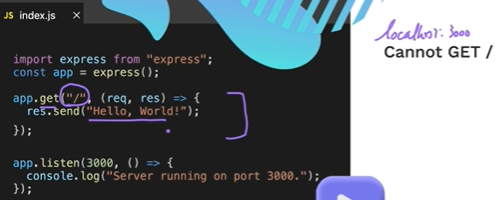 JS index.js ×
import express from "express";
const app = express();
app.get("/", (req, res) => {
res.send("Hello, World!");
});
app.listen(3000, () => {
console.log("Server running on port 3000.");
});
localhost: 3000
Cannot GET /